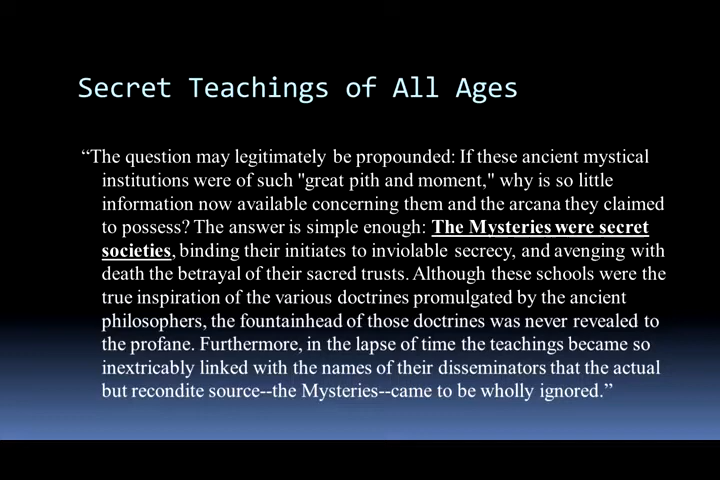 Secret Teachings of All Ages
“The question may legitimately be propounded: If these ancient mystical
institutions were of such "great pith and moment," why is so little
information now available concerning them and the arcana they claimed
to possess? The answer is simple enough: The Mysteries were secret
societies, binding their initiates to inviolable secrecy, and avenging with
death the betrayal of their sacred trusts. Although these schools were the
true inspiration of the various doctrines promulgated by the ancient
philosophers, the fountainhead of those doctrines was never revealed to
the profane. Furthermore, in the lapse of time the teachings became so
inextricably linked with the names of their disseminators that the actual
but recondite source--the Mysteries--came to be wholly ignored.”